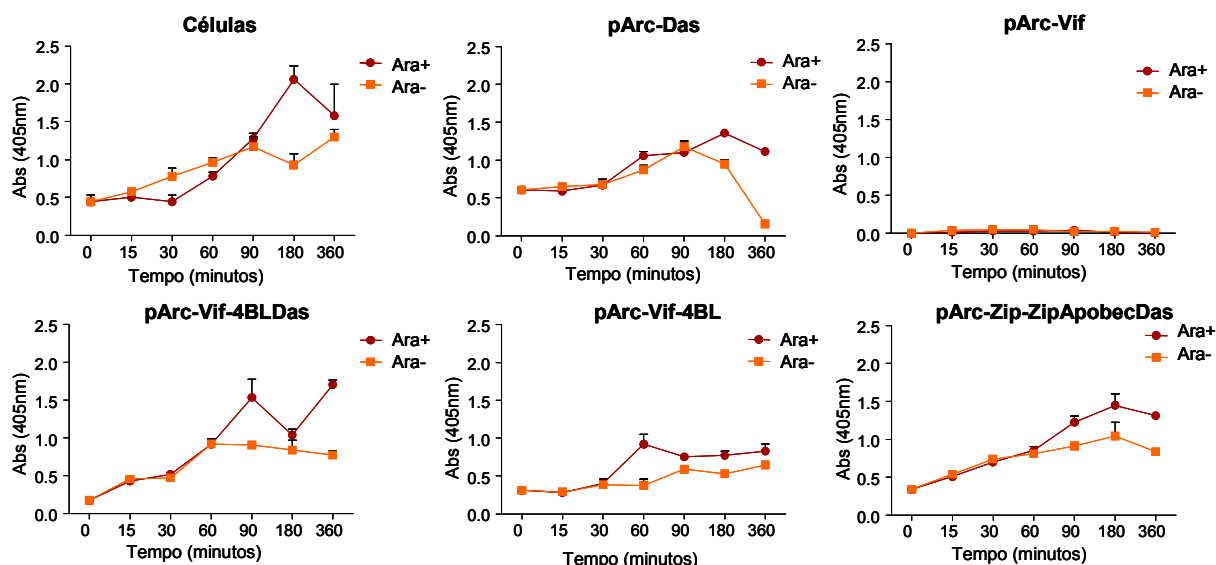 Células
Abs (405nm)
2.5
2.0
1.5
1.0
0.5
0.0
0 15 30 60 90 180 360
Tempo (minutos)
Ara+
Ara-
pArc-Das
Abs (405nm)
2.5
2.0
1.5
1.0
0.5
0.0
0 15 30 60 90 180 360
Tempo (minutos)
Ara+
Ara-
pArc-Vif
Abs (405nm)
2.5
2.0
1.5
1.0
0.5
0.0
0 15 30 60 90 180 360
Tempo (minutos)
Ara+
Ara-
pArc-Vif-4BLDas
Abs (405nm)
2.5
2.0
1.5
1.0
0.5
0.0
0 15 30 60 90 180 360
Tempo (minutos)
Ara+
Ara-
pArc-Vif-4BL
Abs (405nm)
2.5
2.0
1.5
1.0
0.5
0.0
0 15 30 60 90 180 360
Tempo (minutos)
Ara+
Ara-
pArc-Zip-ZipApobecDas
Abs (405nm)
2.5
2.0
1.5
1.0
0.5
0.0
0 15 30 60 90 180 360
Tempo (minutos)
Ara+
Ara-